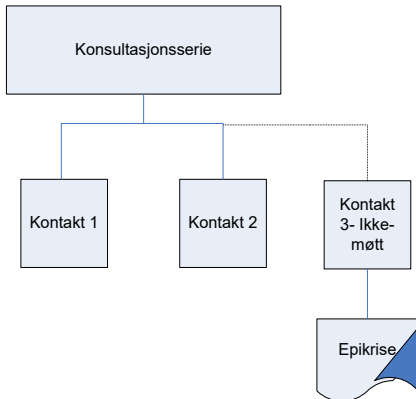 Konsultasjonsserie
Kontakt 1
Kontakt 2
Kontakt
3- Ikke-
møtt
Epikrise